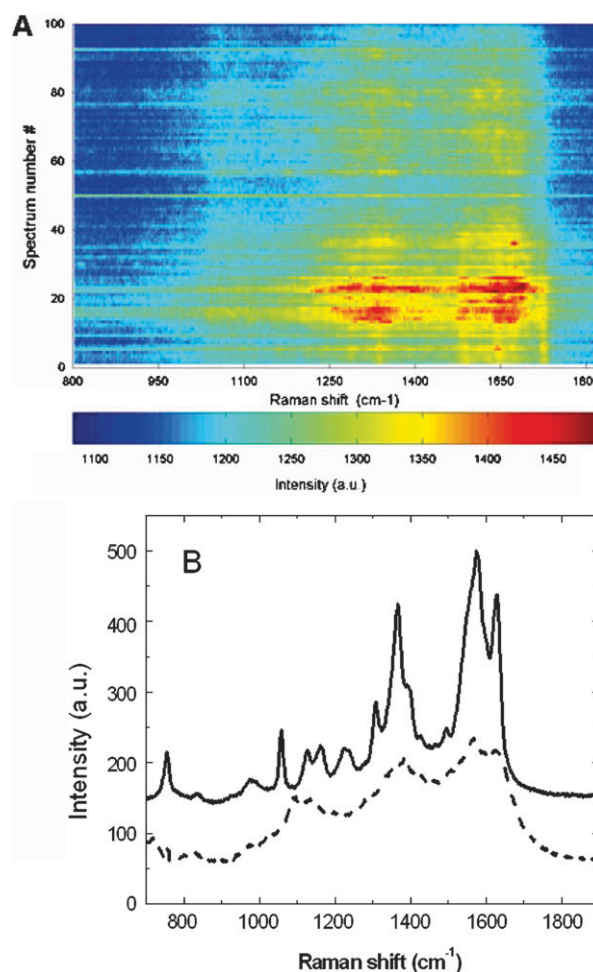 A
100
80
60
40
20
0
Spectrum number #
800 950 1100 1250 1400 1650 180
Raman shift (cm-1)
1100 1150 1200 1250 1300 1350 1400 1450
Intensity (a.u.)
B
500
400
300
200
100
0
Intensity (a.u.)
800 1000 1200 1400 1600 1800
Raman shift (cm-1)